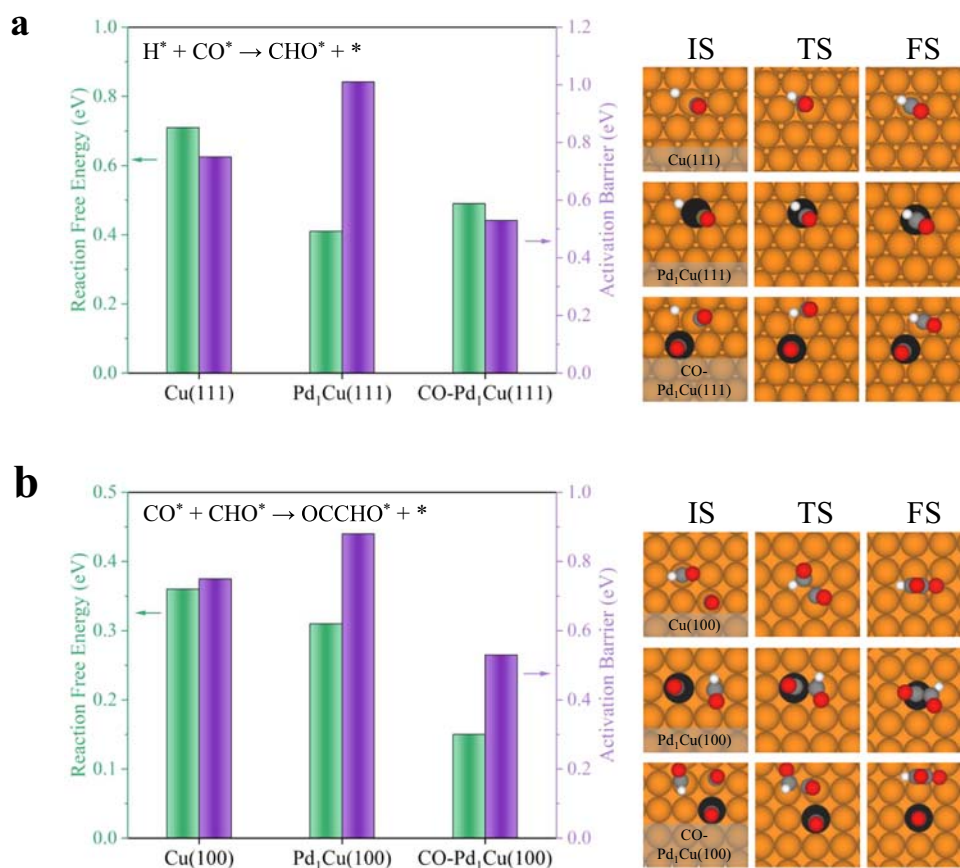 a
H* + CO* → CHO* + *
Reaction Free Energy (eV)
1.0
0.8
0.6
0.4
0.2
0.0
Activation Barrier (eV)
1.2
1.0
0.8
0.6
0.4
0.2
0.0
Cu(111)
Pd₁Cu(111)
CO-Pd₁Cu(111)
IS
TS
FS
Cu(111)
Pd₁Cu(111)
CO-
Pd₁Cu(111)
b
CO* + CHO* → OCCHO* + *
Reaction Free Energy (eV)
0.5
0.4
0.3
0.2
0.1
0.0
Activation Barrier (eV)
1.0
0.8
0.6
0.4
0.2
0.0
Cu(100)
Pd₁Cu(100)
CO-Pd₁Cu(100)
IS
TS
FS
Cu(100)
Pd₁Cu(100)
CO-
Pd₁Cu(100)